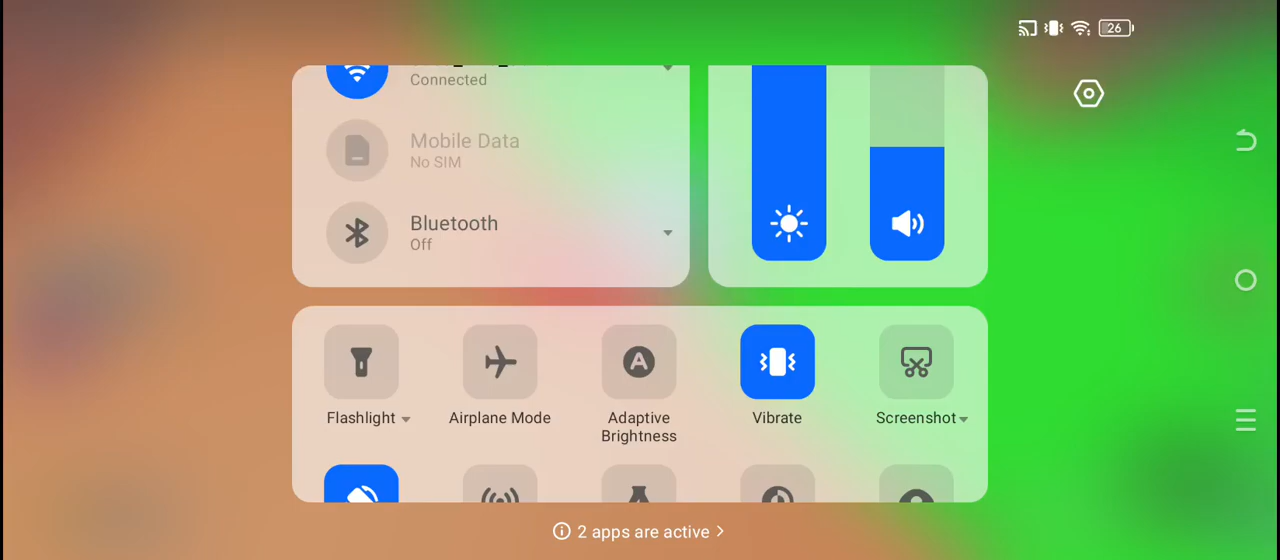 26
Connected
Mobile Data
No SIM
Bluetooth
Off
Flashlight
Airplane Mode
Adaptive
Brightness
Vibrate
Screenshot
2 apps are active >